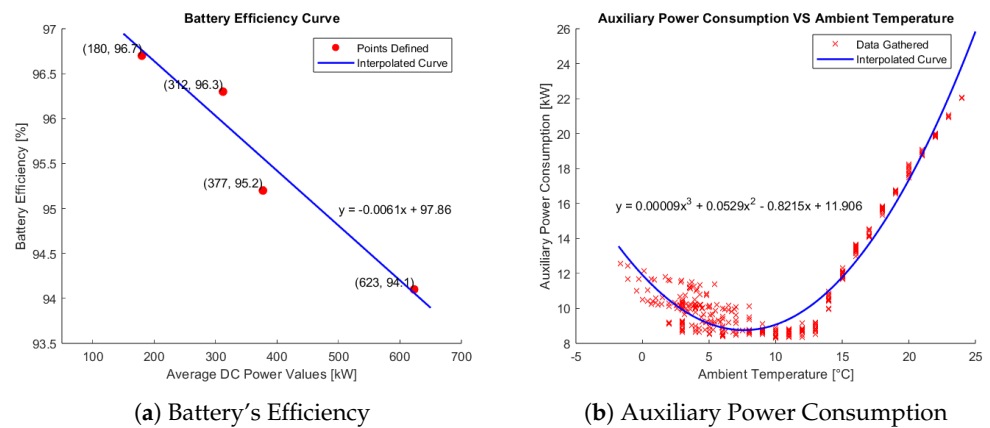 Battery Efficiency Curve
97
96.5
96
95.5
95
94.5
94
93.5
Battery Efficiency [%]
100
200
300
400
500
600
700
Average DC Power Values [kW]
Points Defined
Interpolated Curve
(180, 96.7)
(312, 96.3)
(377, 95.2)
(623, 94.1)
y = -0.0061x + 97.86
(a) Battery's Efficiency
Auxiliary Power Consumption VS Ambient Temperature
26
24
22
20
18
16
14
12
10
8
Auxiliary Power Consumption [kW]
-5
0
5
10
15
20
25
Ambient Temperature [°C]
Data Gathered
Interpolated Curve
y = 0.00009x³ + 0.0529x² - 0.8215x + 11.906
(b) Auxiliary Power Consumption